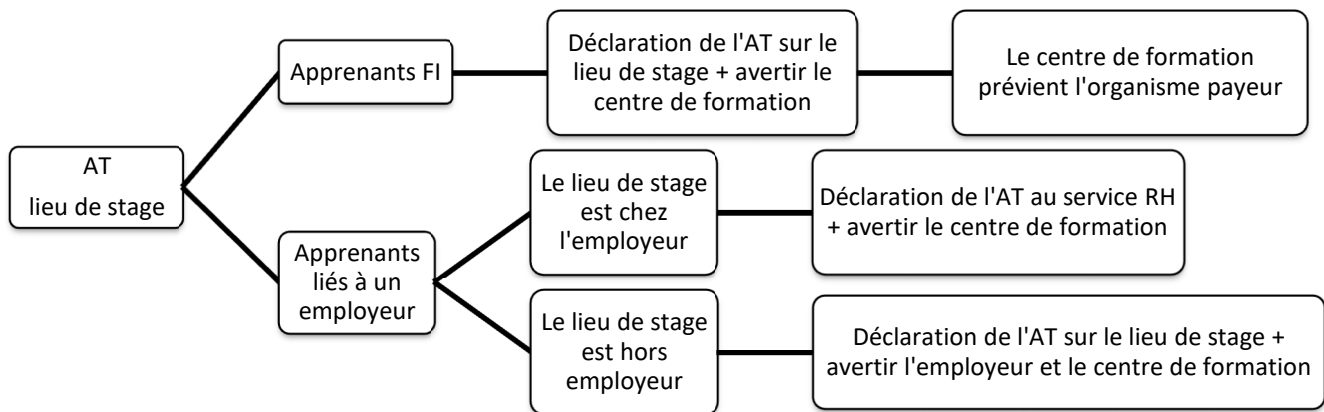 AT
lieu de stage
Apprenants FI
Déclaration de l'AT sur le
lieu de stage + avertir le
centre de formation
Le centre de formation
prévient l'organisme payeur
Apprenants
liés à un
employeur
Le lieu de stage
est chez
l'employeur
Déclaration de l'AT au service RH
+ avertir le centre de formation
Le lieu de stage
est hors
employeur
Déclaration de l'AT sur le lieu de stage +
avertir l'employeur et le centre de formation